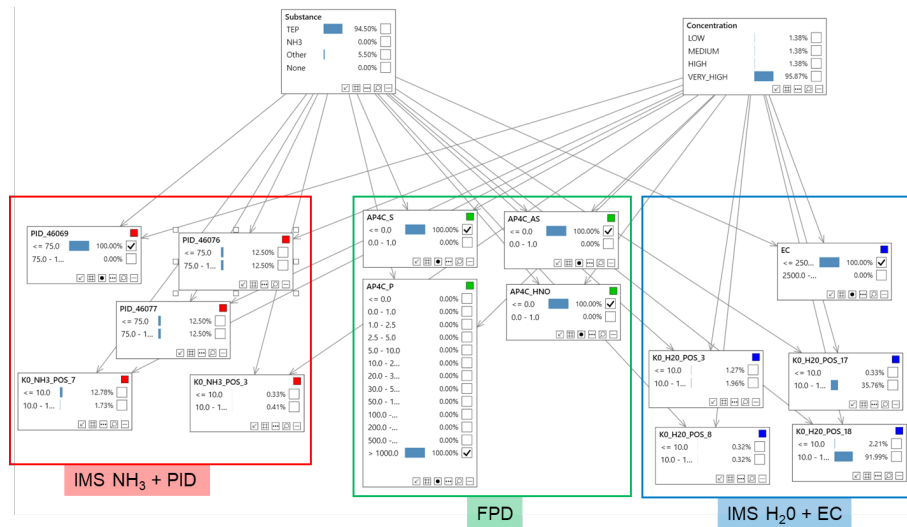 Substance
TEP 94.50%
NH3 0.00%
Other 5.50%
None 0.00%
Concentration
LOW 1.38%
MEDIUM 1.38%
HIGH 1.38%
VERY_HIGH 95.87%
PID_46069
<= 75.0 100.00%
75.0 - 1... 0.00%
PID_46076
<= 75.0 12.50%
75.0 - 1... 12.50%
PID_46077
<= 75.0 12.50%
75.0 - 1... 12.50%
K0_NH3_POS_7
<= 10.0 12.78%
10.0 - 1... 1.73%
K0_NH3_POS_3
<= 10.0 0.33%
10.0 - 1... 0.41%
IMS NH3 + PID
AP4C_S
<= 0.0 100.00%
0.0 - 1.0 0.00%
AP4C_AS
<= 0.0 100.00%
0.0 - 1.0 0.00%
AP4C_P
<= 0.0 0.00%
0.0 - 1.0 0.00%
1.0 - 2.5 0.00%
2.5 - 5.0 0.00%
5.0 - 10.0 0.00%
10.0 - 2... 0.00%
20.0 - 3... 0.00%
30.0 - 5... 0.00%
50.0 - 1... 0.00%
100.0 -... 0.00%
200.0 -... 0.00%
500.0 -... 0.00%
> 1000.0 100.00%
AP4C_HNO
<= 0.0 100.00%
0.0 - 1.0 0.00%
FPD
EC
<= 250... 100.00%
2500.0 -... 0.00%
K0_H20_POS_3
<= 10.0 1.27%
10.0 - 1... 1.96%
K0_H20_POS_17
<= 10.0 0.33%
10.0 - 1... 35.76%
K0_H20_POS_8
<= 10.0 0.32%
10.0 - 1... 0.32%
K0_H20_POS_18
<= 10.0 2.21%
10.0 - 1... 91.99%
IMS H20 + EC